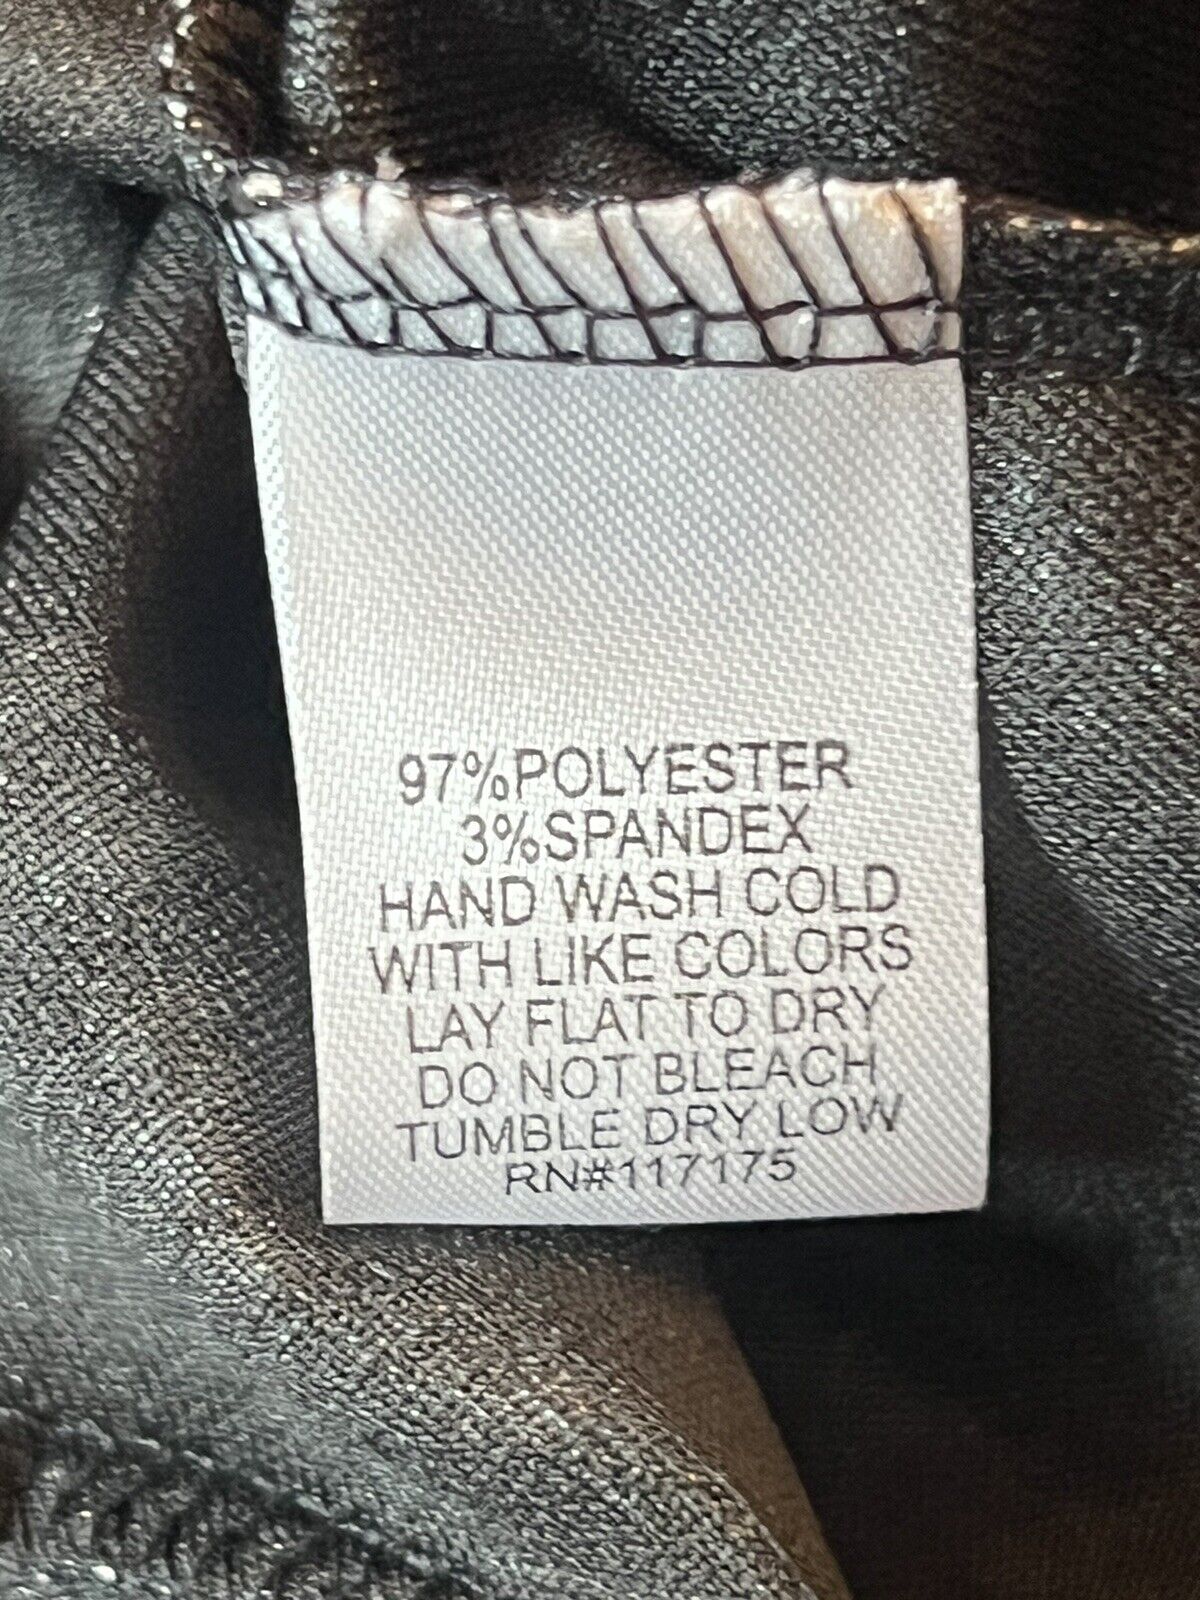 97%POLYESTER
3%SPANDEX
HAND WASH COLD
WITH LIKE COLORS
LAY FLAT TO DRY
DO NOT BLEACH
TUMBLE DRY LOW
RN#117175